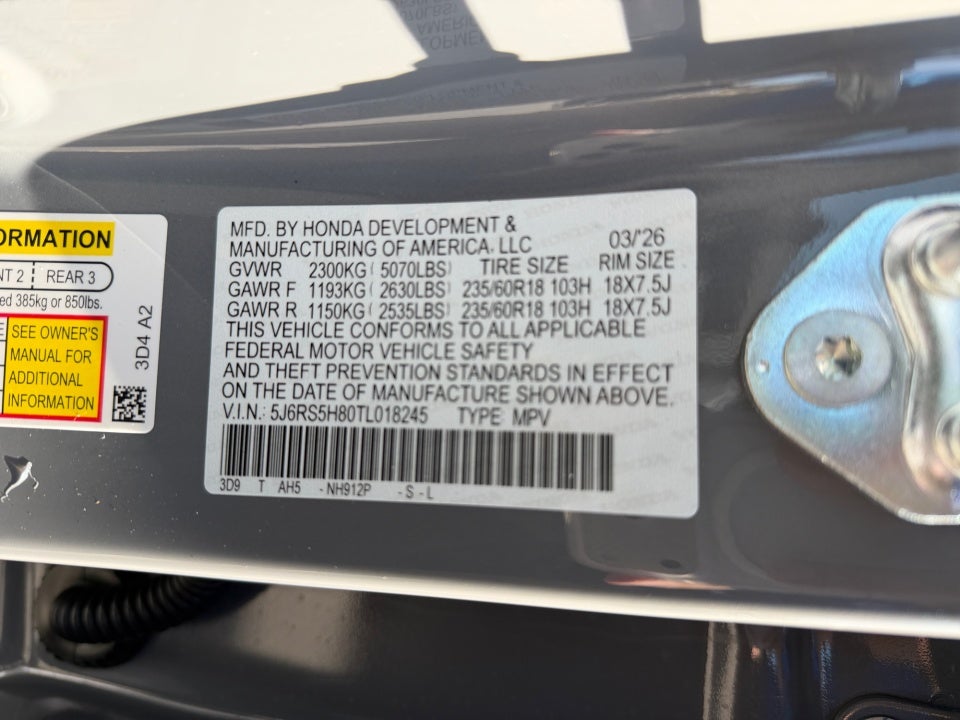 ORMATION
NT 2 | REAR 3
ed 385kg or 850lbs.
E
SEE OWNER'S
MANUAL FOR
ADDITIONAL
INFORMATION
3D4 A2
MFD. BY HONDA DEVELOPMENT &
MANUFACTURING OF AMERICA, LLC 03/'26
GVWR 2300KG ( 5070LBS) TIRE SIZE RIM SIZE
GAWR F 1193KG ( 2630LBS) 235/60R18 103H 18X7.5J
GAWR R 1150KG ( 2535LBS) 235/60R18 103H 18X7.5J
THIS VEHICLE CONFORMS TO ALL APPLICABLE
FEDERAL MOTOR VEHICLE SAFETY
AND THEFT PREVENTION STANDARDS IN EFFECT
ON THE DATE OF MANUFACTURE SHOWN ABOVE.
V.I.N.: 5J6RS5H80TL018245 TYPE MPV
3D9 T AH5 - NH912P - S - L